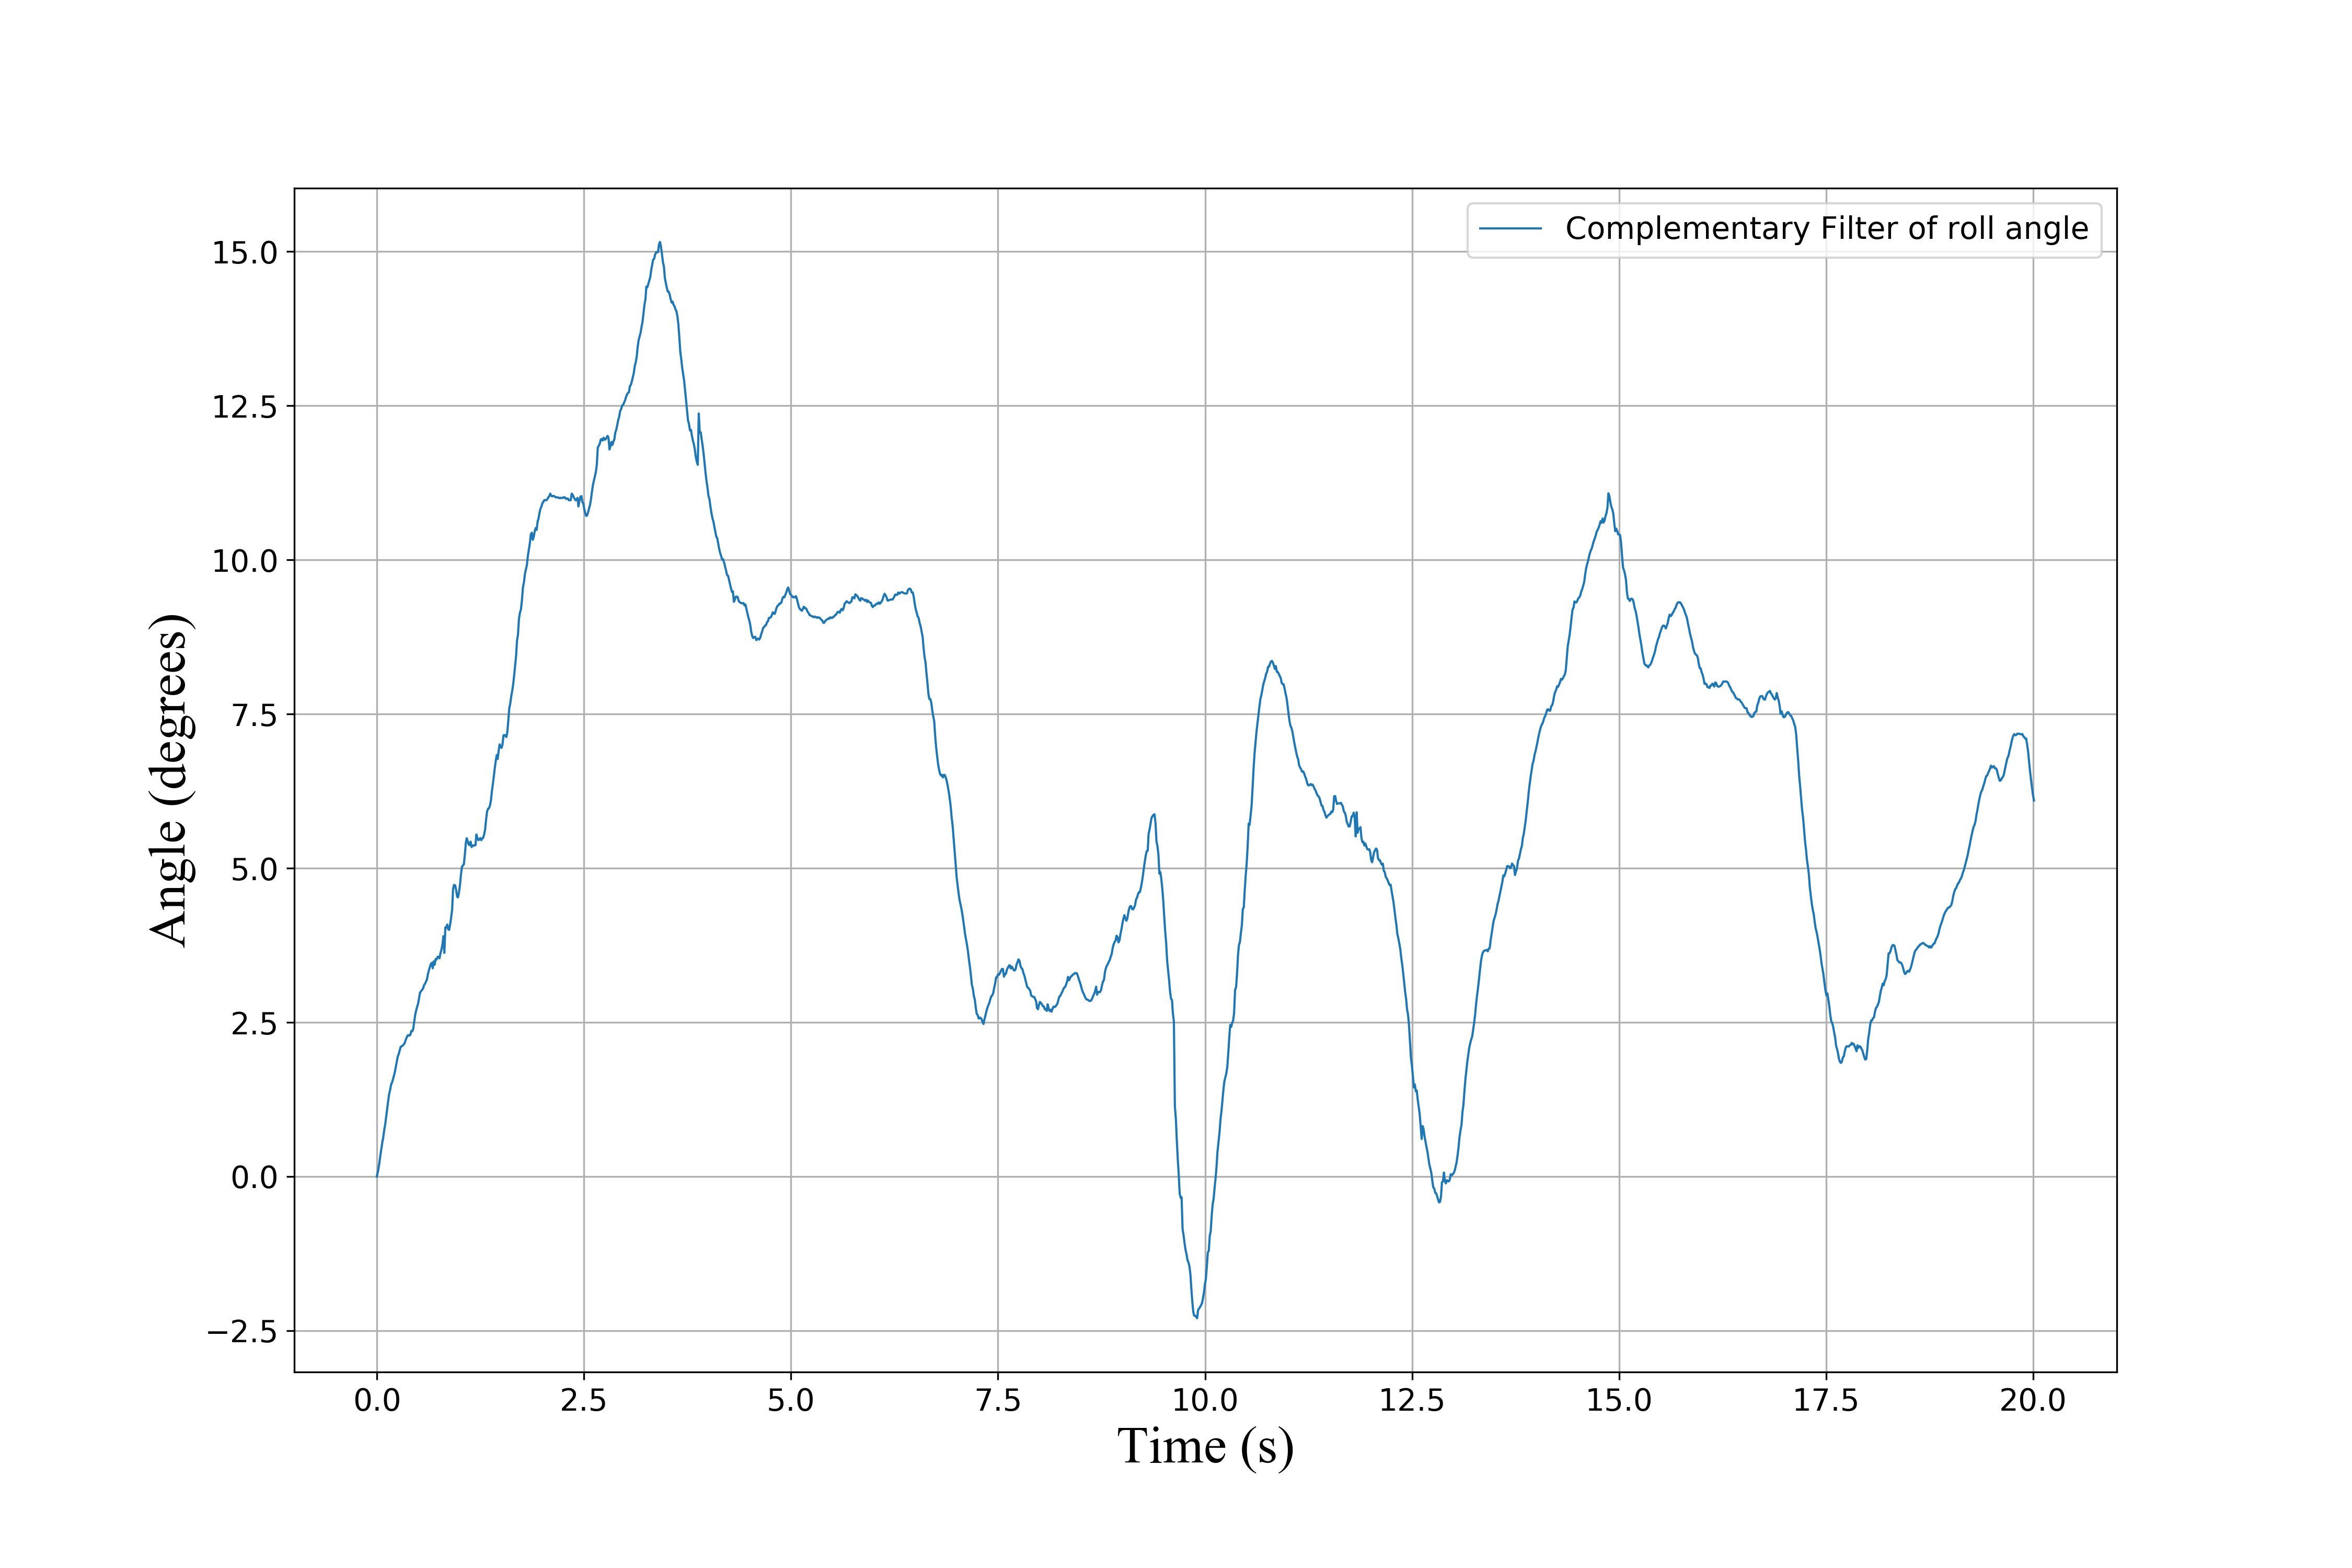 Complementary Filter of roll angle
15.0
12.5
10.0
7.5
5.0
2.5
0.0
−2.5
Angle (degrees)
0.0 2.5 5.0 7.5 10.0 12.5 15.0 17.5 20.0
Time (s)